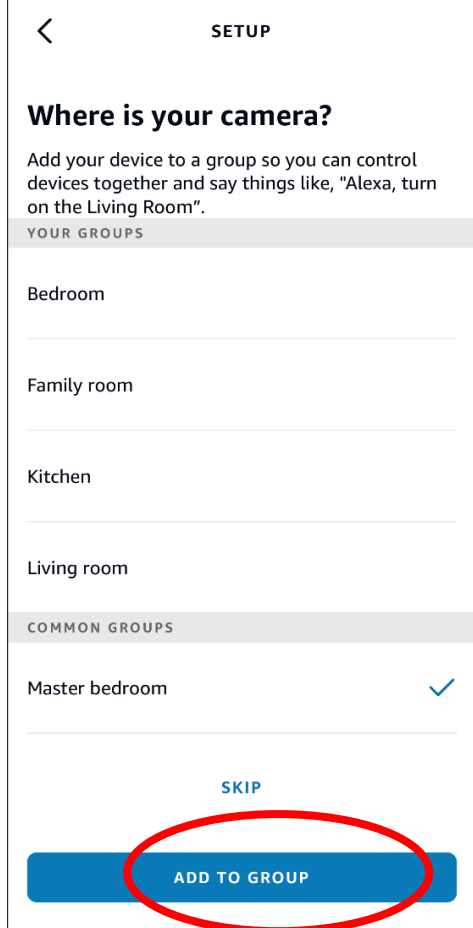 SETUP
Where is your camera?
Add your device to a group so you can control
devices together and say things like, "Alexa, turn
on the Living Room”.
YOUR GROUPS
Bedroom
Family room
Kitchen
Living room
COMMON GROUPS
Master bedroom
SKIP
ADD TO GROUP